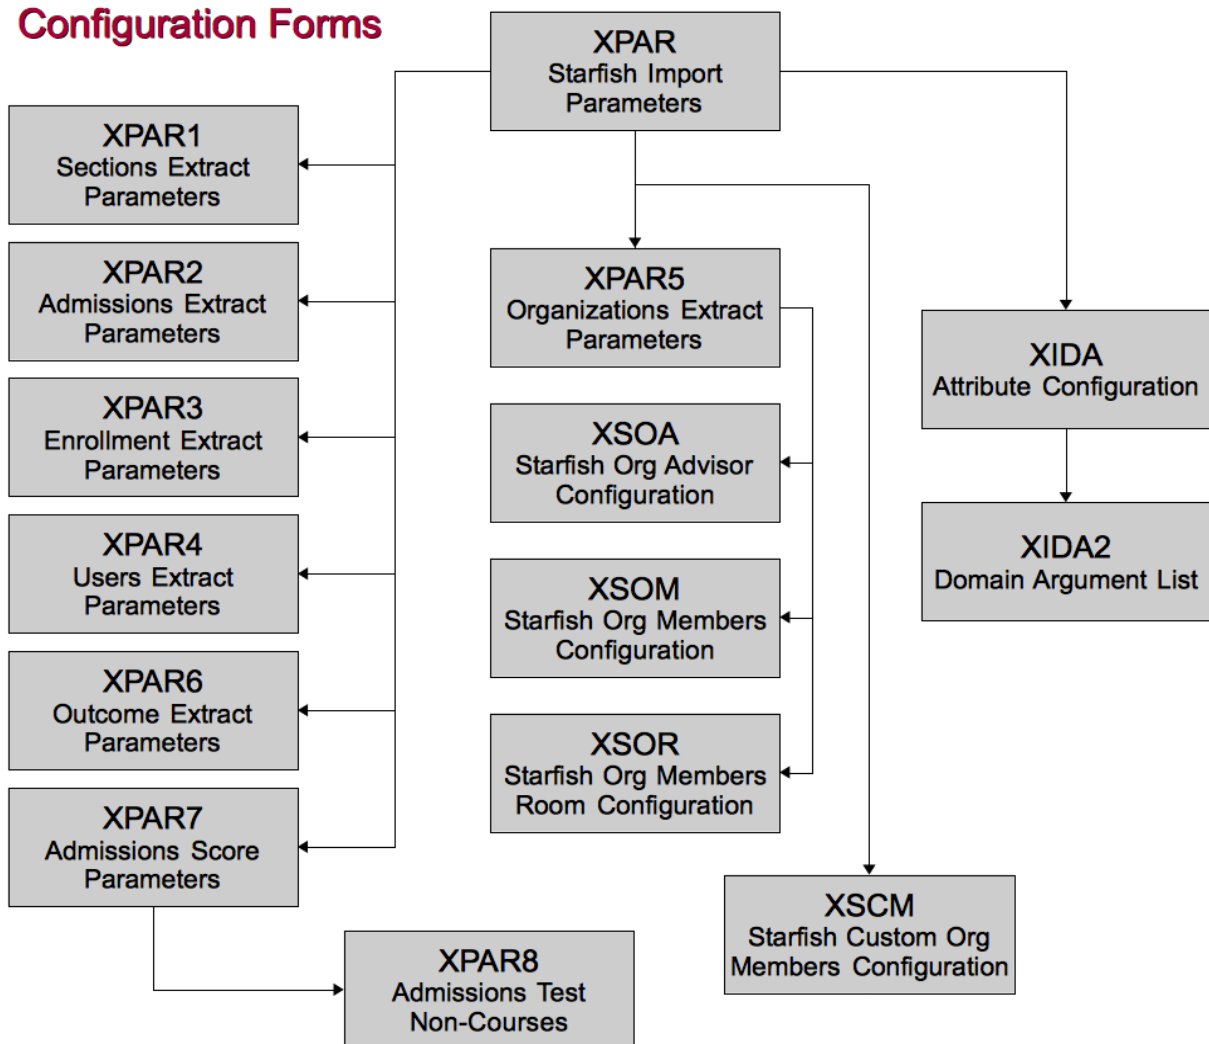 Configuration Forms
XPAR
Starfish Import
Parameters
XPAR1
Sections Extract
Parameters
XPAR2
Admissions Extract
Parameters
XPAR3
Enrollment Extract
Parameters
XPAR4
Users Extract
Parameters
XPAR6
Outcome Extract
Parameters
XPAR7
Admissions Score
Parameters
XPAR8
Admissions Test
Non-Courses
XPAR5
Organizations Extract
Parameters
XSOA
Starfish Org Advisor
Configuration
XSOM
Starfish Org Members
Configuration
XSOR
Starfish Org Members
Room Configuration
XSCM
Starfish Custom Org
Members Configuration
XIDA
Attribute Configuration
XIDA2
Domain Argument List